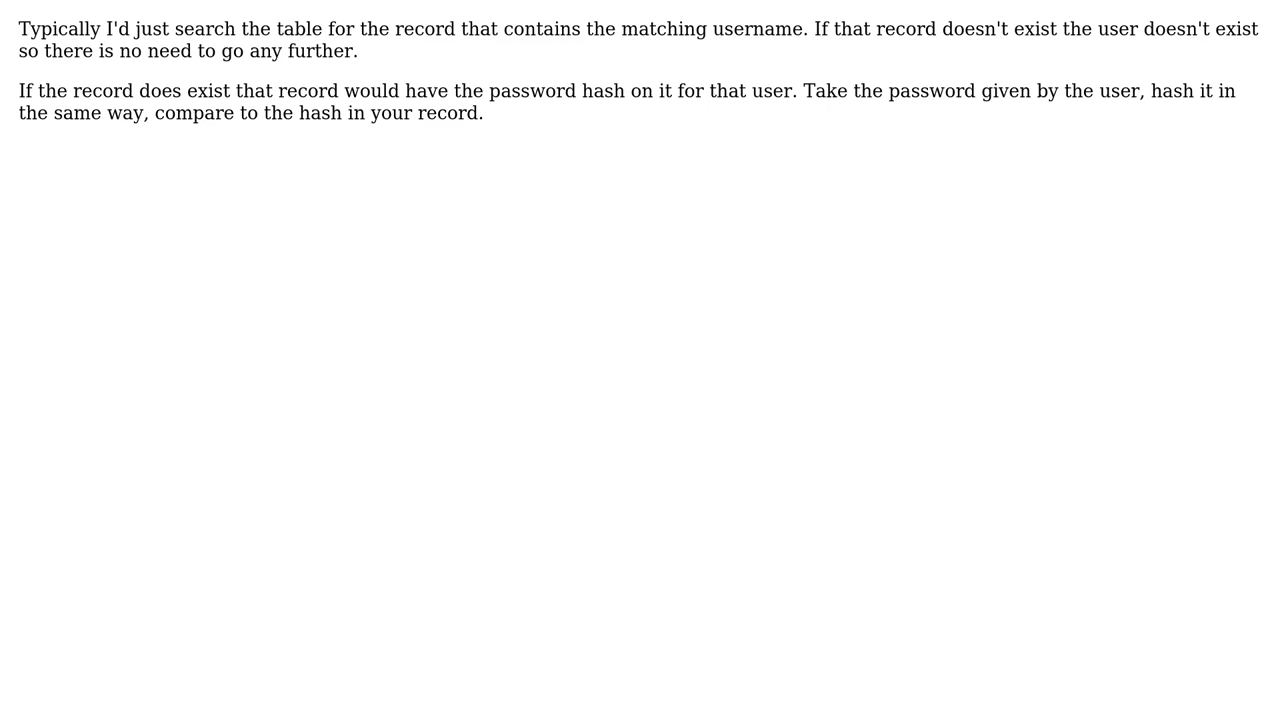 Typically I'd just search the table for the record that contains the matching username. If that record doesn't exist the user doesn't exist
so there is no need to go any further.
If the record does exist that record would have the password hash on it for that user. Take the password given by the user, hash it in
the same way, compare to the hash in your record.